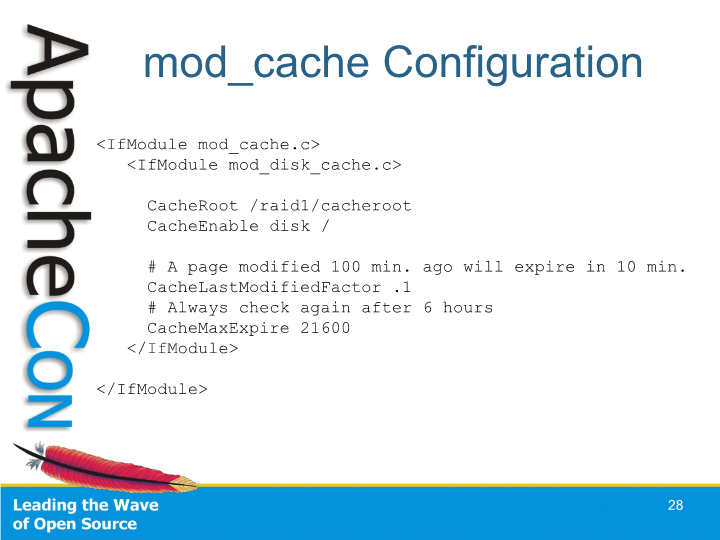 ApacheCon
mod_cache Configuration
<IfModule mod_cache.c>
<IfModule mod_disk_cache.c>
CacheRoot /raid1/cacheroot
CacheEnable disk /
# A page modified 100 min. ago will expire in 10 min.
CacheLastModifiedFactor .1
# Always check again after 6 hours
CacheMaxExpire 21600
</IfModule>
</IfModule>
Leading the Wave
of Open Source
28